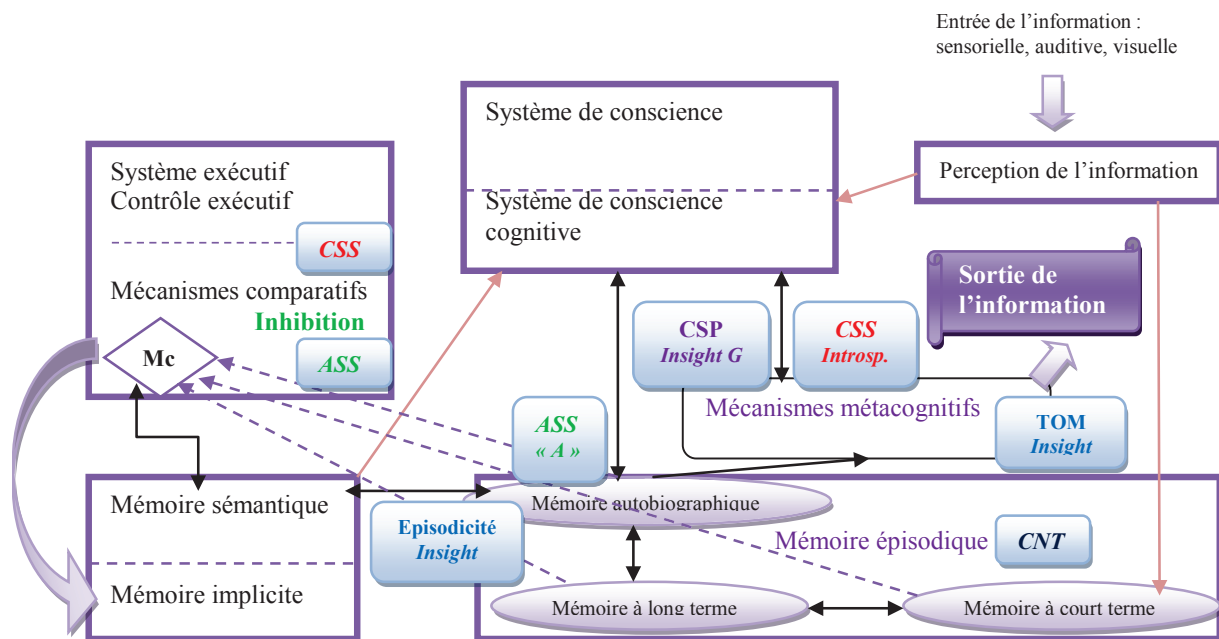 Entrée de l’information :
sensorielle, auditive, visuelle
Système de conscience
Système de conscience
cognitive
Perception de l’information
Système exécutif
Contrôle exécutif
CSS
Mécanismes comparatifs
Inhibition
Mc
ASS
Sortie de
l’information
CSP
Insight G
CSS
Introsp.
Mécanismes métacognitifs
TOM
Insight
ASS
« A »
Mémoire sémantique
Mémoire implicite
Episodicité
Insight
Mémoire autobiographique
Mémoire épisodique
CNT
Mémoire à long terme
Mémoire à court terme